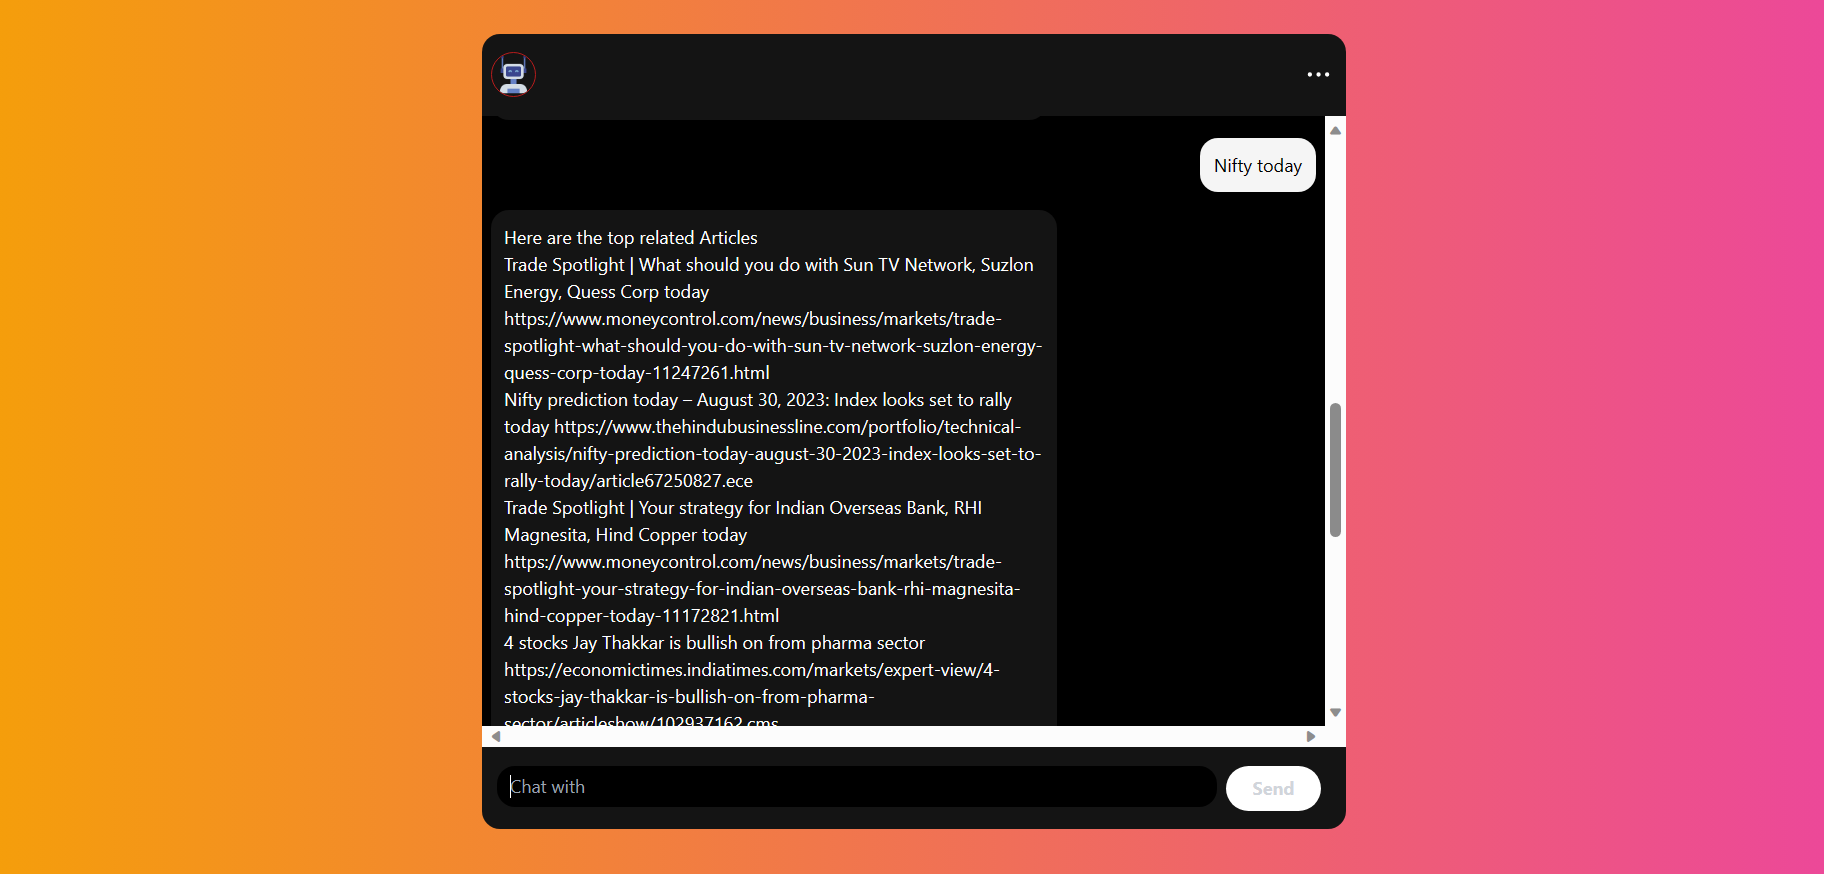 Nifty today
Here are the top related Articles
Trade Spotlight | What should you do with Sun TV Network, Suzlon
Energy, Quess Corp today
https://www.moneycontrol.com/news/business/markets/trade-
spotlight-what-should-you-do-with-sun-tv-network-suzlon-energy-
quess-corp-today-11247261.html
Nifty prediction today – August 30, 2023: Index looks set to rally
today https://www.thehindubusinessline.com/portfolio/technical-
analysis/nifty-prediction-today-august-30-2023-index-looks-set-to-
rally-today/article67250827.ece
Trade Spotlight | Your strategy for Indian Overseas Bank, RHI
Magnesita, Hind Copper today
https://www.moneycontrol.com/news/business/markets/trade-
spotlight-your-strategy-for-indian-overseas-bank-rhi-magnesita-
hind-copper-today-11172821.html
4 stocks Jay Thakkar is bullish on from pharma sector
https://economictimes.indiatimes.com/markets/expert-view/4-
stocks-jay-thakkar-is-bullish-on-from-pharma-
sector/articleshow/102937162.cms
Chat with
Send